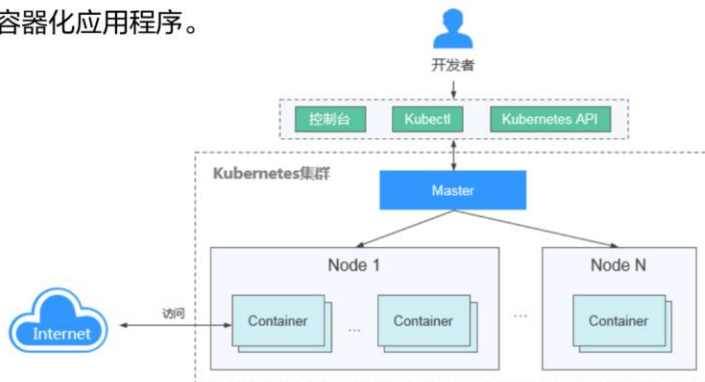 容器化应用程序。
开发者
控制台 Kubectl Kubernetes API
Kubernetes集群
Master
Node 1 Node N
访问 Container ... Container ... Container
Internet